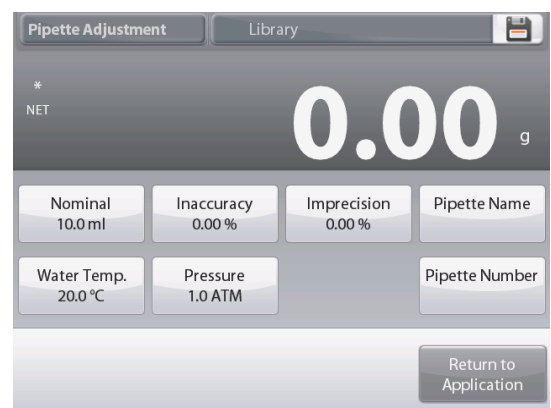 Pipette Adjustment
Library
*
NET
0.00 g
Nominal
10.0 ml
Inaccuracy
0.00 %
Imprecision
0.00 %
Pipette Name
Water Temp.
20.0 °C
Pressure
1.0 ATM
Pipette Number
Return to
Application